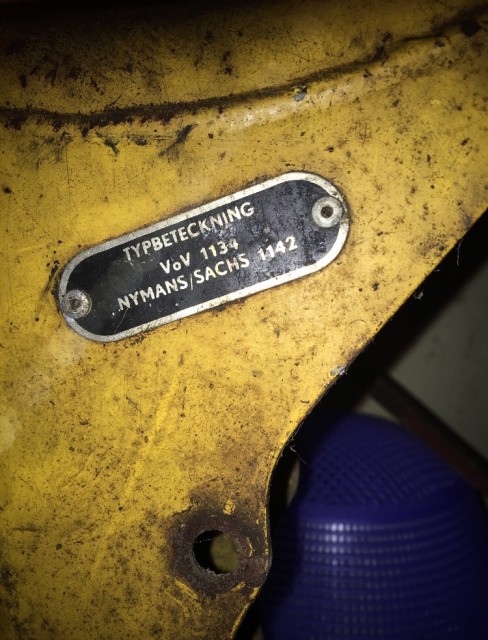 TYPBETECKNING
VoV 1134
NYMANS/SACHS 1142